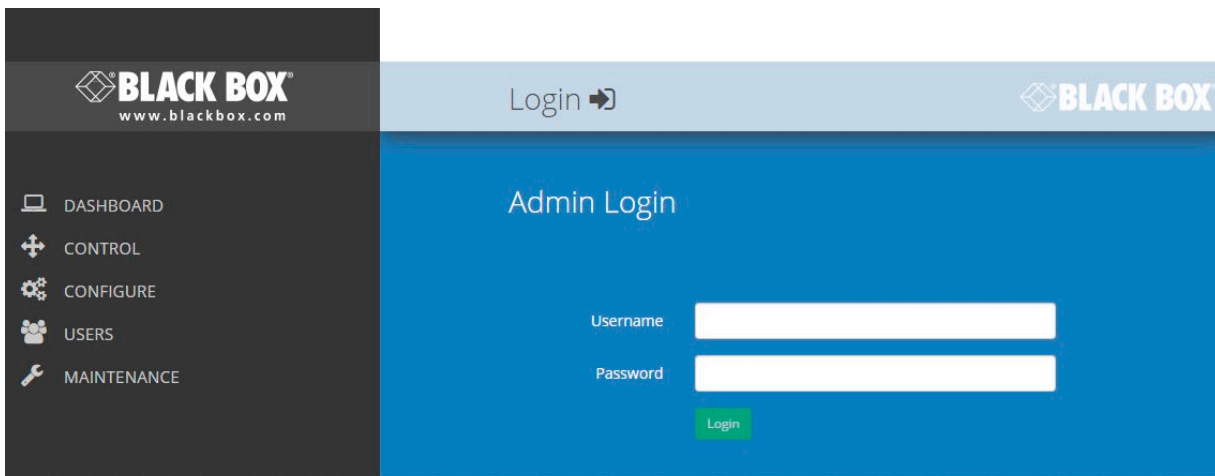 BLACK BOX®
www.blackbox.com
Login
BLACK BOX
DASHBOARD
CONTROL
CONFIGURE
USERS
MAINTENANCE
Admin Login
Username
Password
Login